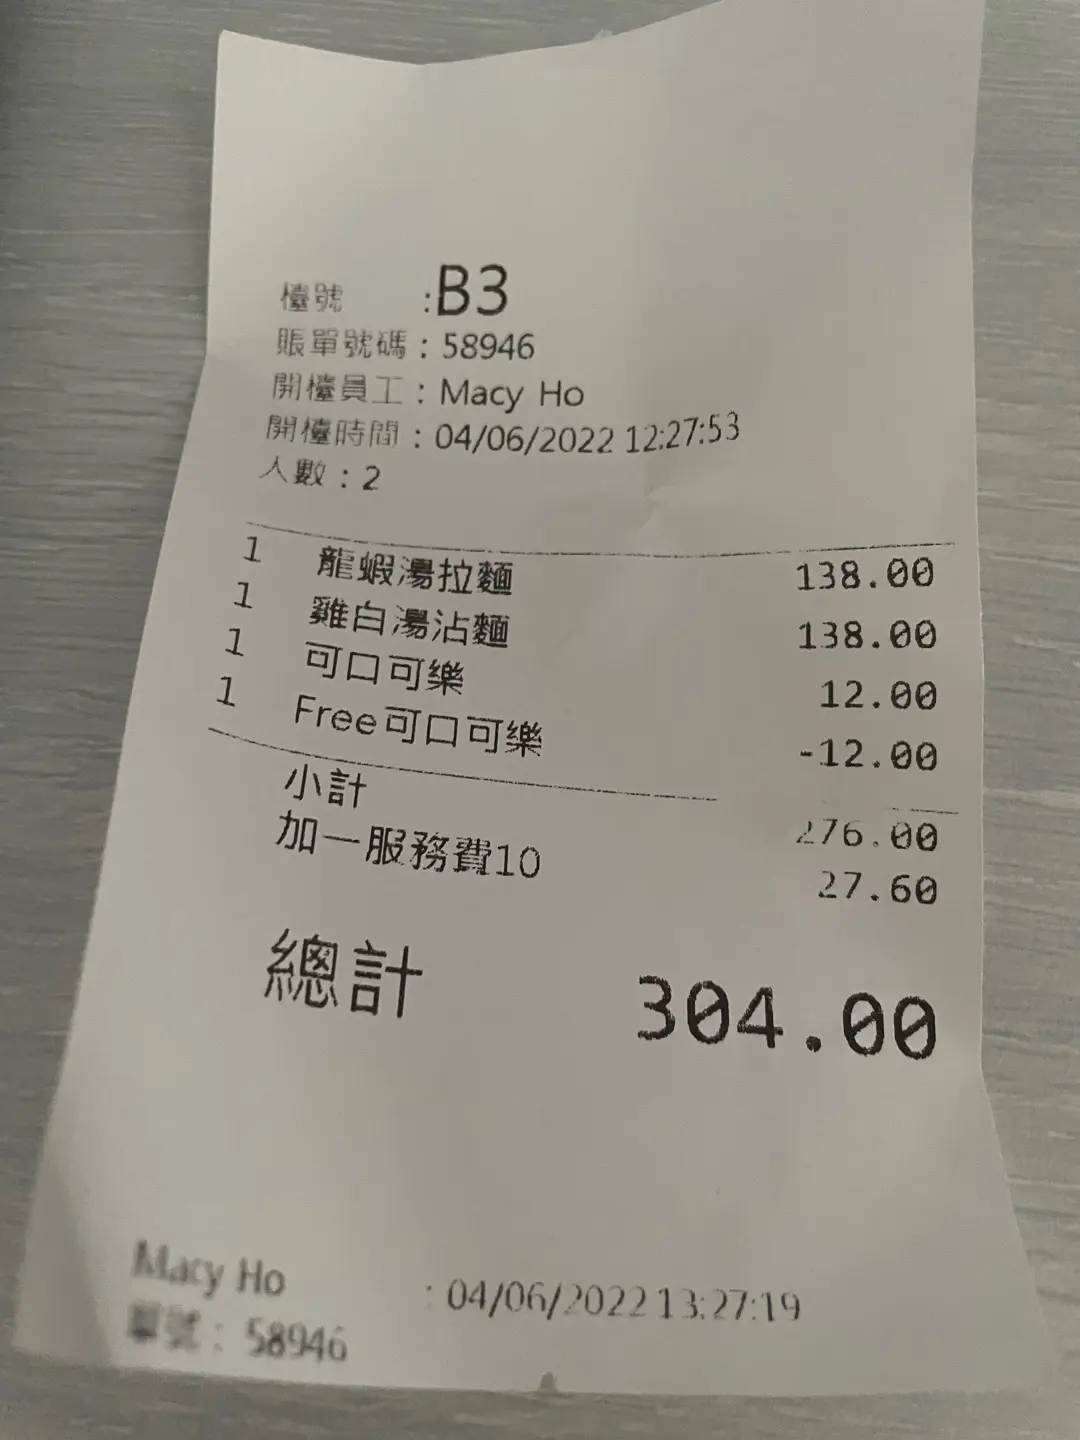 檯號 :B3
賬單號碼 : 58946
開檯員工 : Macy Ho
開檯時間 : 04/06/2022 12:27:53
人數 : 2
1 龍蝦湯拉麵 138.00
1 雞白湯沾麵 138.00
1 可口可樂 12.00
1 Free可口可樂 -12.00
小計 276.00
加一服務費10 27.60
總計 304.00
Macy Ho : 04/06/2022 13:27:19
單號 : 58946